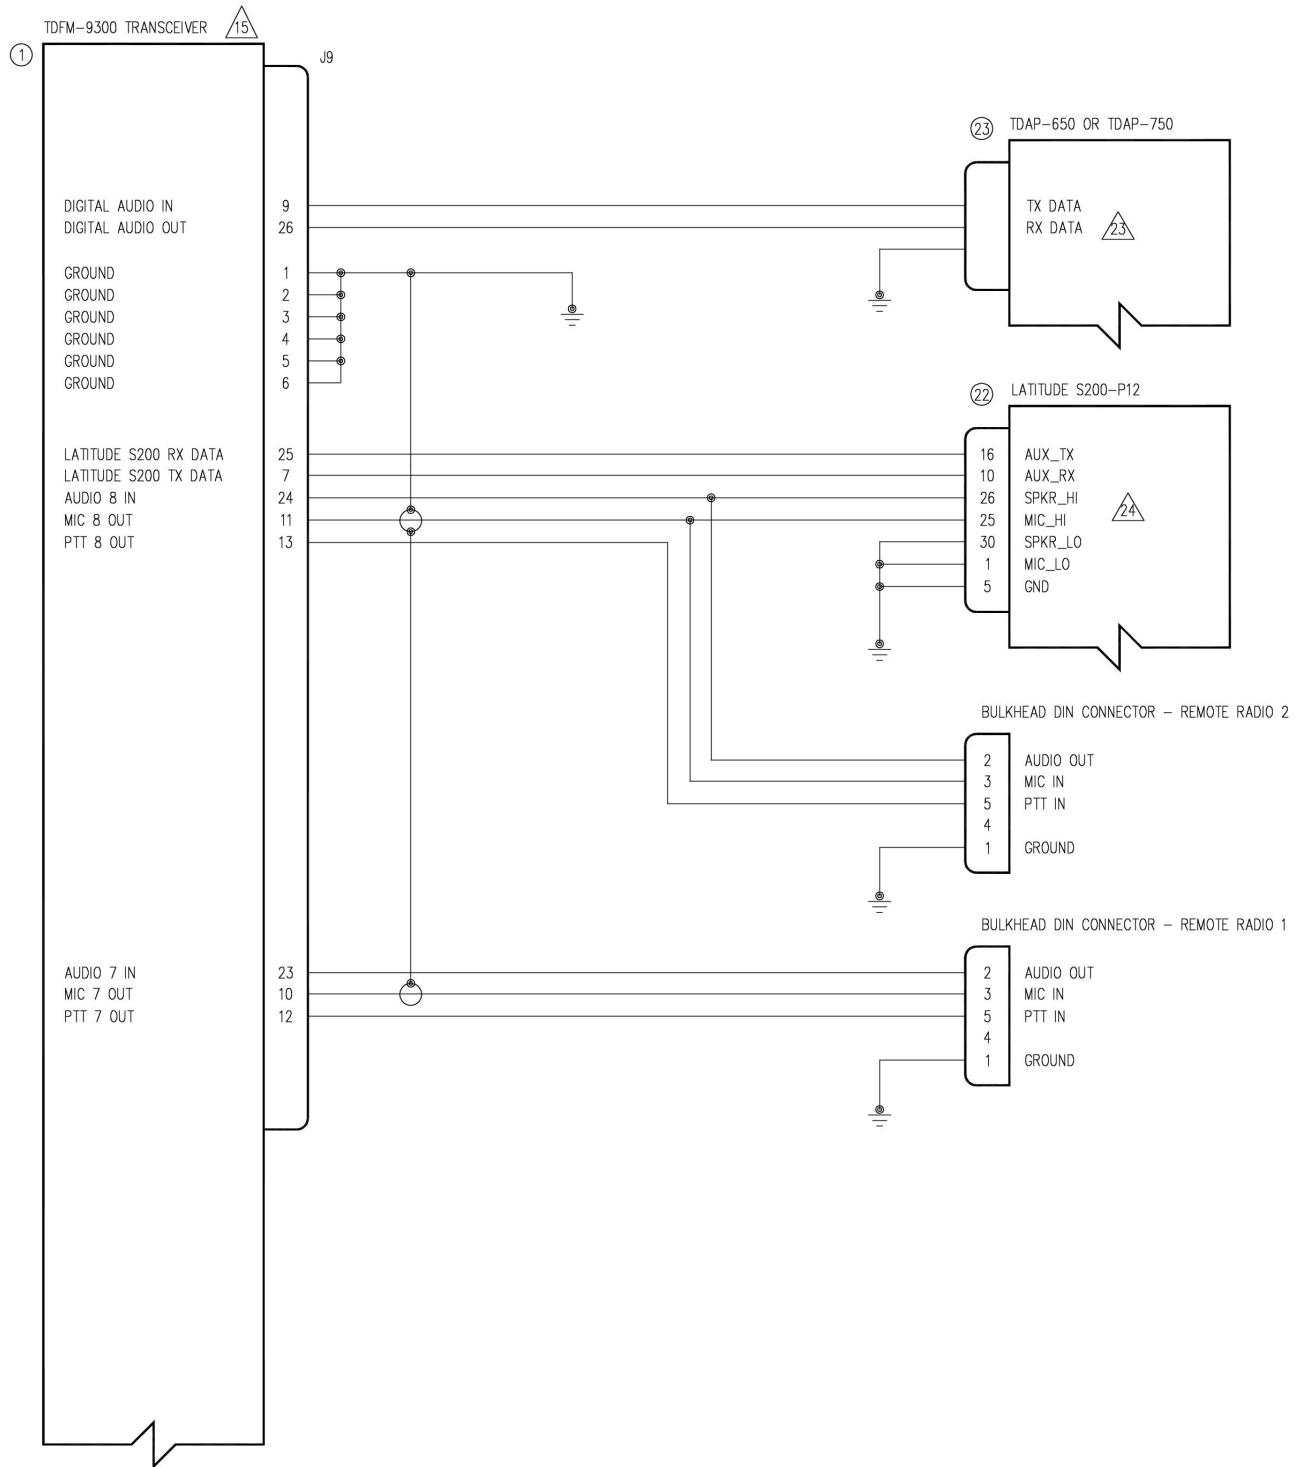 TDFM-9300 TRANSCEIVER 15
1
J9
23 TDAP-650 OR TDAP-750
DIGITAL AUDIO IN 9 TX DATA
DIGITAL AUDIO OUT 26 RX DATA 23
GROUND 1
GROUND 2
GROUND 3
GROUND 4
GROUND 5
GROUND 6
22 LATITUDE S200-P12
LATITUDE S200 RX DATA 25 16 AUX_TX
LATITUDE S200 TX DATA 7 10 AUX_RX
AUDIO 8 IN 24 26 SPKR_HI
MIC 8 OUT 11 25 MIC_HI 24
PTT 8 OUT 13 30 SPKR_LO
1 MIC_LO
5 GND
BULKHEAD DIN CONNECTOR - REMOTE RADIO 2
2 AUDIO OUT
3 MIC IN
5 PTT IN
4
1 GROUND
BULKHEAD DIN CONNECTOR - REMOTE RADIO 1
AUDIO 7 IN 23 2 AUDIO OUT
MIC 7 OUT 10 3 MIC IN
PTT 7 OUT 12 5 PTT IN
4
1 GROUND